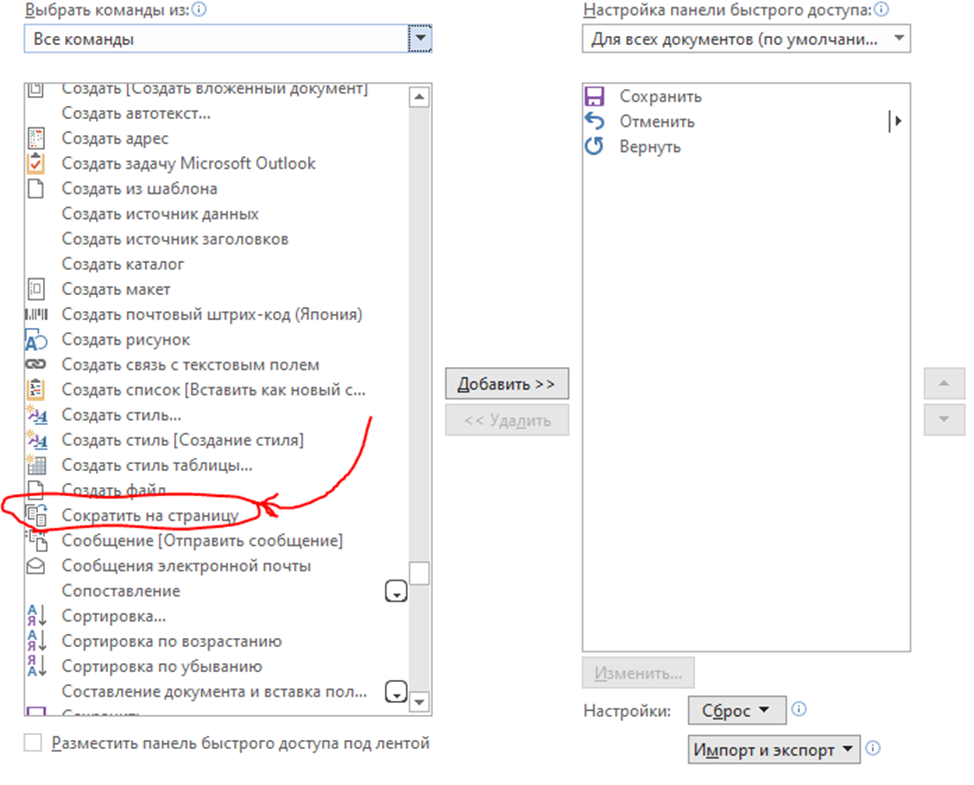 Выбрать команды из:
Все команды
Создать [Создать вложенный документ]
Создать автотекст...
Создать адрес
Создать задачу Microsoft Outlook
Создать из шаблона
Создать источник данных
Создать источник заголовков
Создать каталог
Создать макет
Создать почтовый штрих-код (Япония)
Создать рисунок
Создать связь с текстовым полем
Создать список [Вставить как новый с...
Создать стиль...
Создать стиль [Создание стиля]
Создать стиль таблицы...
Создать файл
Сократить на страницу
Сообщение [Отправить сообщение]
Сообщения электронной почты
Сопоставление
Сортировка...
Сортировка по возрастанию
Сортировка по убыванию
Составление документа и вставка пол...
Разместить панель быстрого доступа под лентой
Добавить >>
<< Удалить
Настройка панели быстрого доступа:
Для всех документов (по умолчани...
Сохранить
Отменить
Вернуть
Изменить...
Настройки: Сброс
Импорт и экспорт